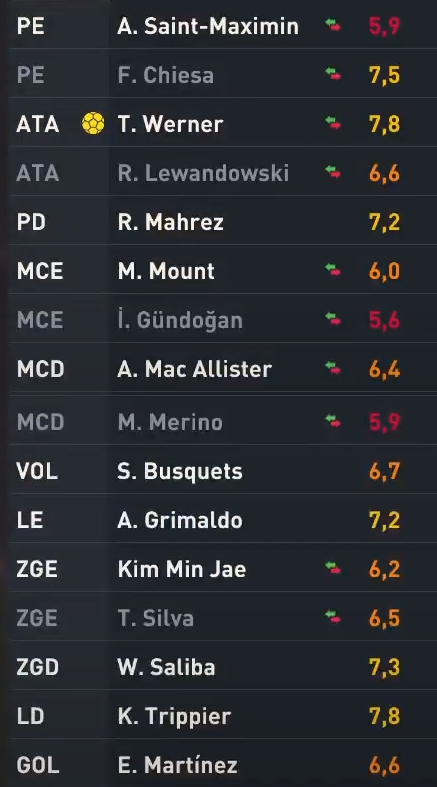 PE A. Saint-Maximin 5,9
PE F. Chiesa 7,5
ATA T. Werner 7,8
ATA R. Lewandowski 6,6
PD R. Mahrez 7,2
MCE M. Mount 6,0
MCE İ. Gündoğan 5,6
MCD A. Mac Allister 6,4
MCD M. Merino 5,9
VOL S. Busquets 6,7
LE A. Grimaldo 7,2
ZGE Kim Min Jae 6,2
ZGE T. Silva 6,5
ZGD W. Saliba 7,3
LD K. Trippier 7,8
GOL E. Martínez 6,6